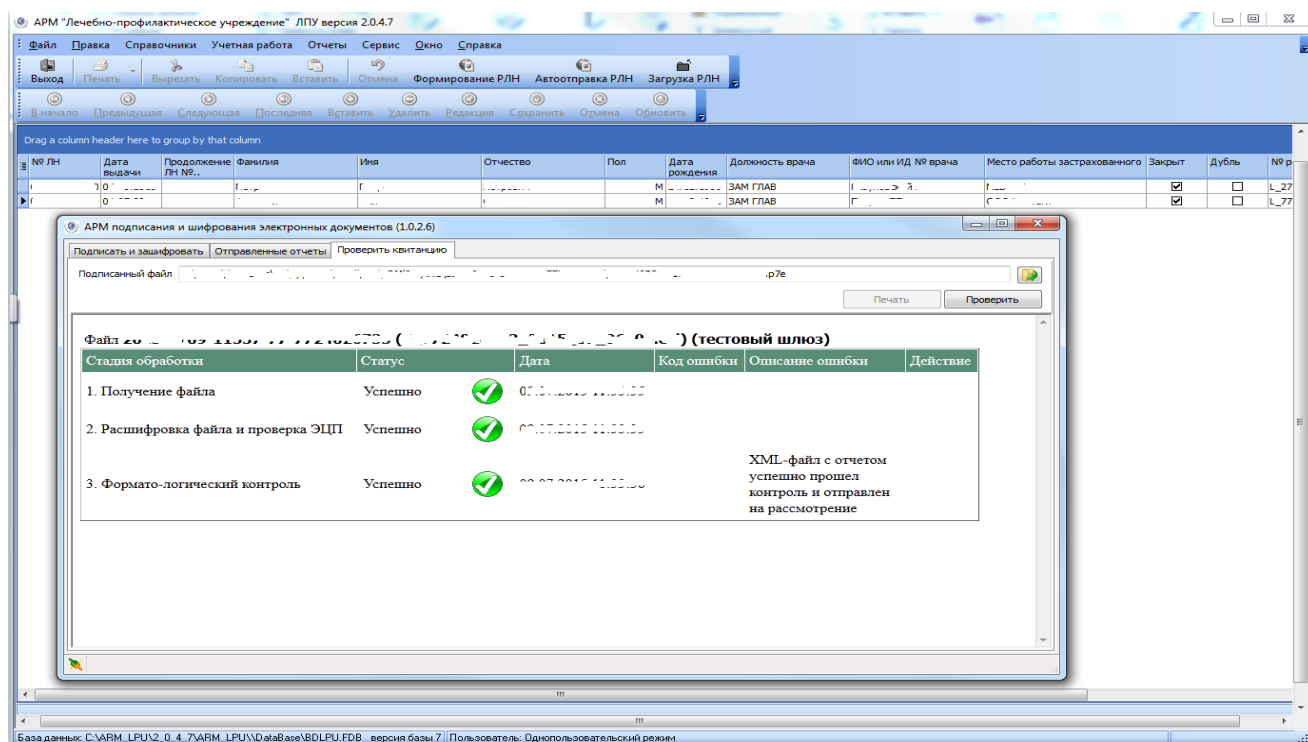 АРМ "Лечебно-профилактическое учреждение" ЛПУ версия 2.0.4.7
Файл Правка Справочники Учетная работа Отчеты Сервис Окно Справка
Выход Печать Вырезать Копировать Вставить Отмена Формирование РЛН Автоотправка РЛН Загрузка РЛН
В начало Предыдущая Следующая Последняя Вставить Удалить Редакция Сохранить Отмена Обновить
Drag a column header here to group by that column
№ ЛН Дата выдачи Продолжение ЛН №.. Фамилия Имя Отчество Пол Дата рождения Должность врача ФИО или ИД № врача Место работы застрахованного Закрыт Дубль № р
М ЗАМ ГЛАВ L_27
М ЗАМ ГЛАВ L_77
АРМ подписания и шифрования электронных документов (1.0.2.6)
Подписать и зашифровать Отправленные отчеты Проверить квитанцию
Подписанный файл .p7e
Печать Проверить
Файл (тестовый шлюз)
Стадия обработки Статус Дата Код ошибки Описание ошибки Действие
1. Получение файла Успешно
2. Расшифровка файла и проверка ЭЦП Успешно
3. Формато-логический контроль Успешно XML-файл с отчетом
успешно прошел
контроль и отправлен
на рассмотрение
База данных: C:\ARM_LPU\2_0_4_7\ARM_LPU\\DataBase\BDLPU.FDB версия базы 7 Пользователь: Однопользовательский режим